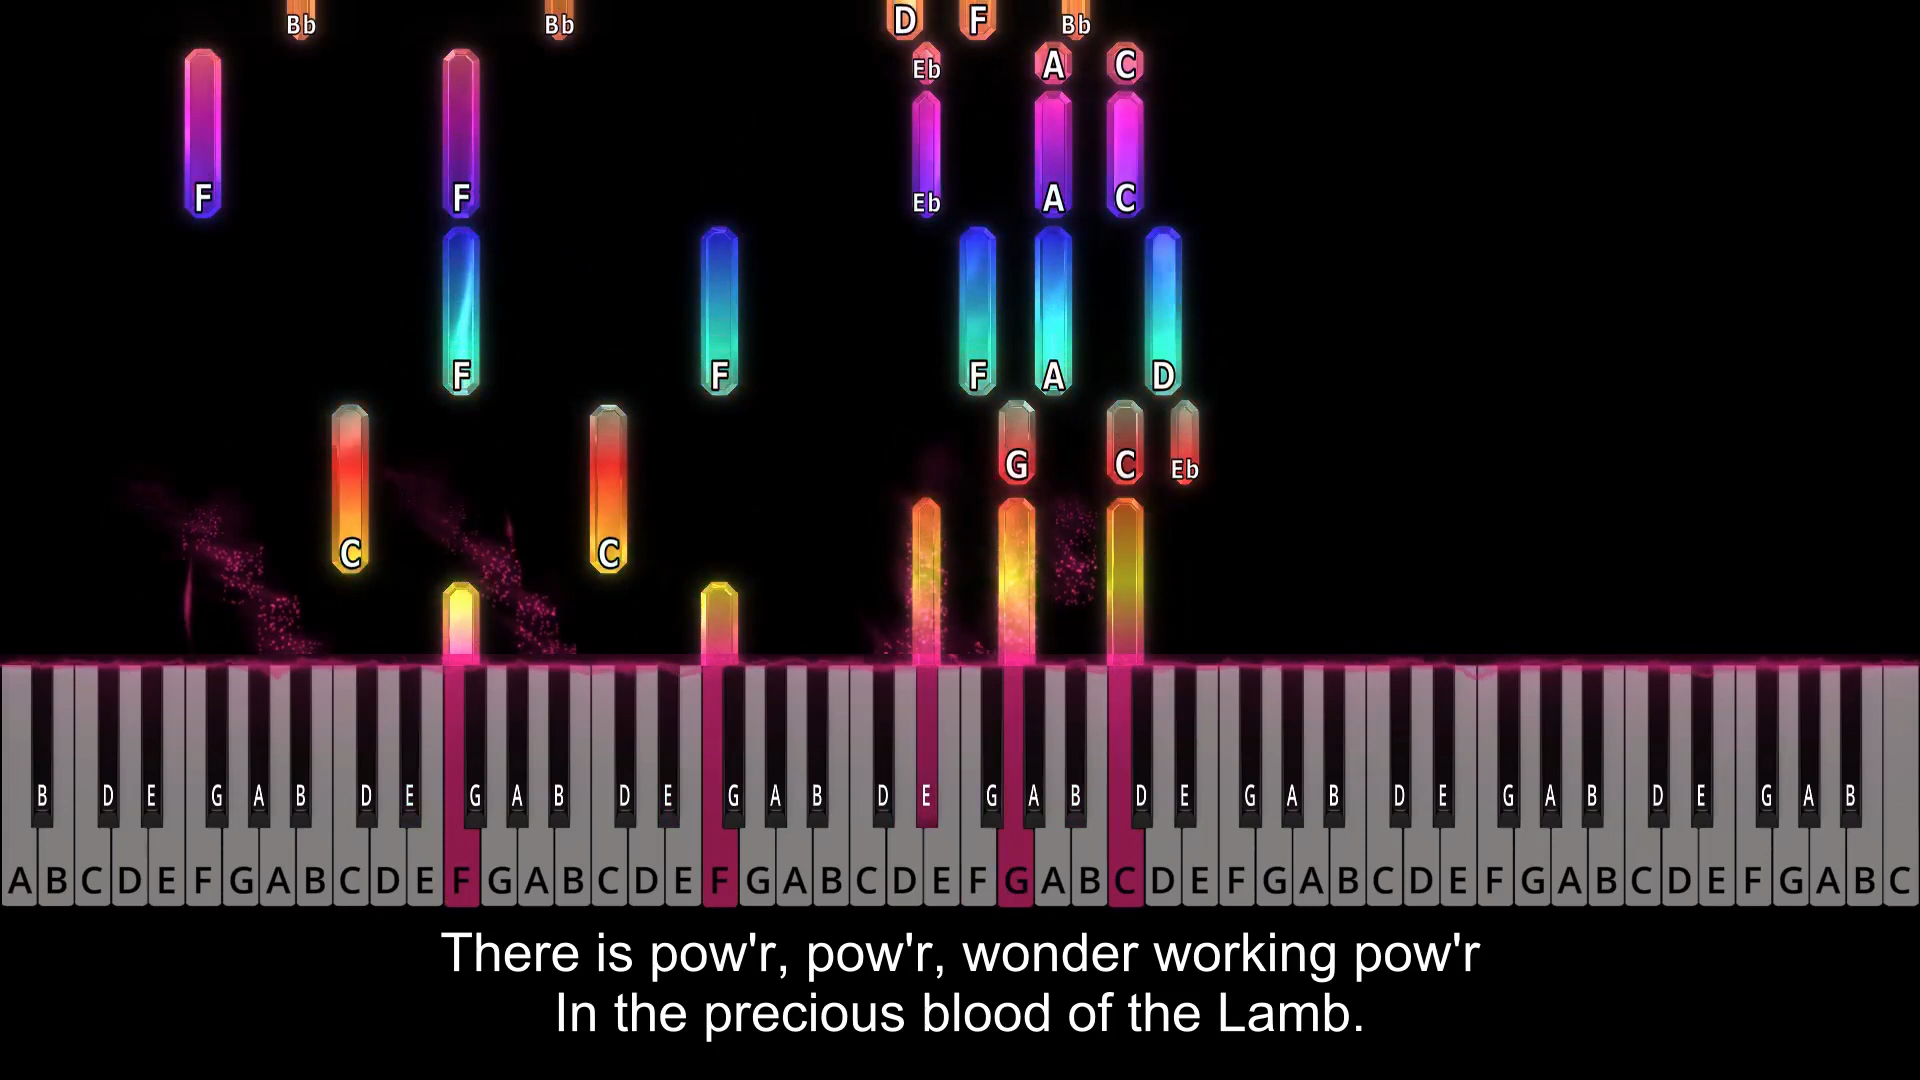 Bb Bb D F Bb
Eb A C
F F Eb A C
F F F A D
G C Eb
C C
B D E G A B D E G A B D E G A B D E G A B D E G A B D E G A B D E G A B
A B C D E F G A B C D E F G A B C D E F G A B C D E F G A B C D E F G A B C D E F G A B C D E F G A B C
There is pow'r, pow'r, wonder working pow'r
In the precious blood of the Lamb.